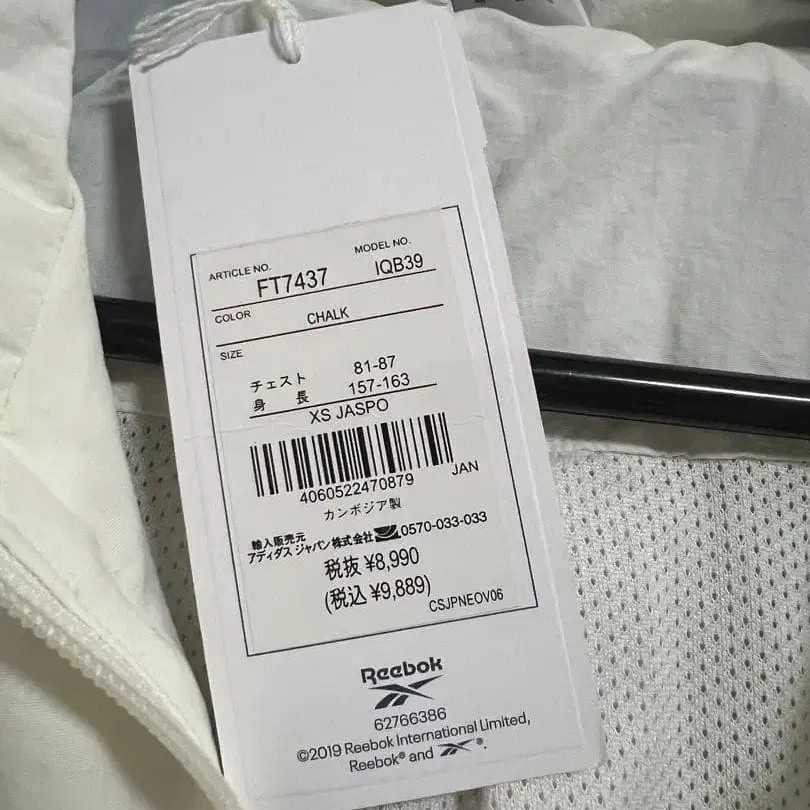 ARTICLE NO. MODEL NO.
FT7437 IQB39
COLOR CHALK
SIZE
チェスト 81-87
身 長 157-163
XS JASPO
4060522470879 JAN
カンボジア製
輸入販売元
アディダス ジャパン 株式会社 0570-033-033
税抜 ¥8,990
(税込 ¥9,889)
CSJPNEOV06
Reebok
62766386
©2019 Reebok International Limited,
Reebok® and ®.